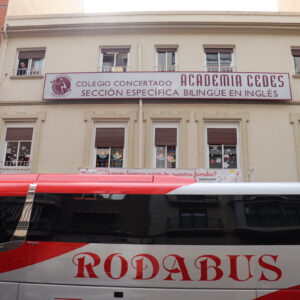 COLEGIO CONCERTADO ACADEMIA CEDES
SECCIÓN ESPECÍFICA BILINGÜE EN INGLÉS
RODABUS